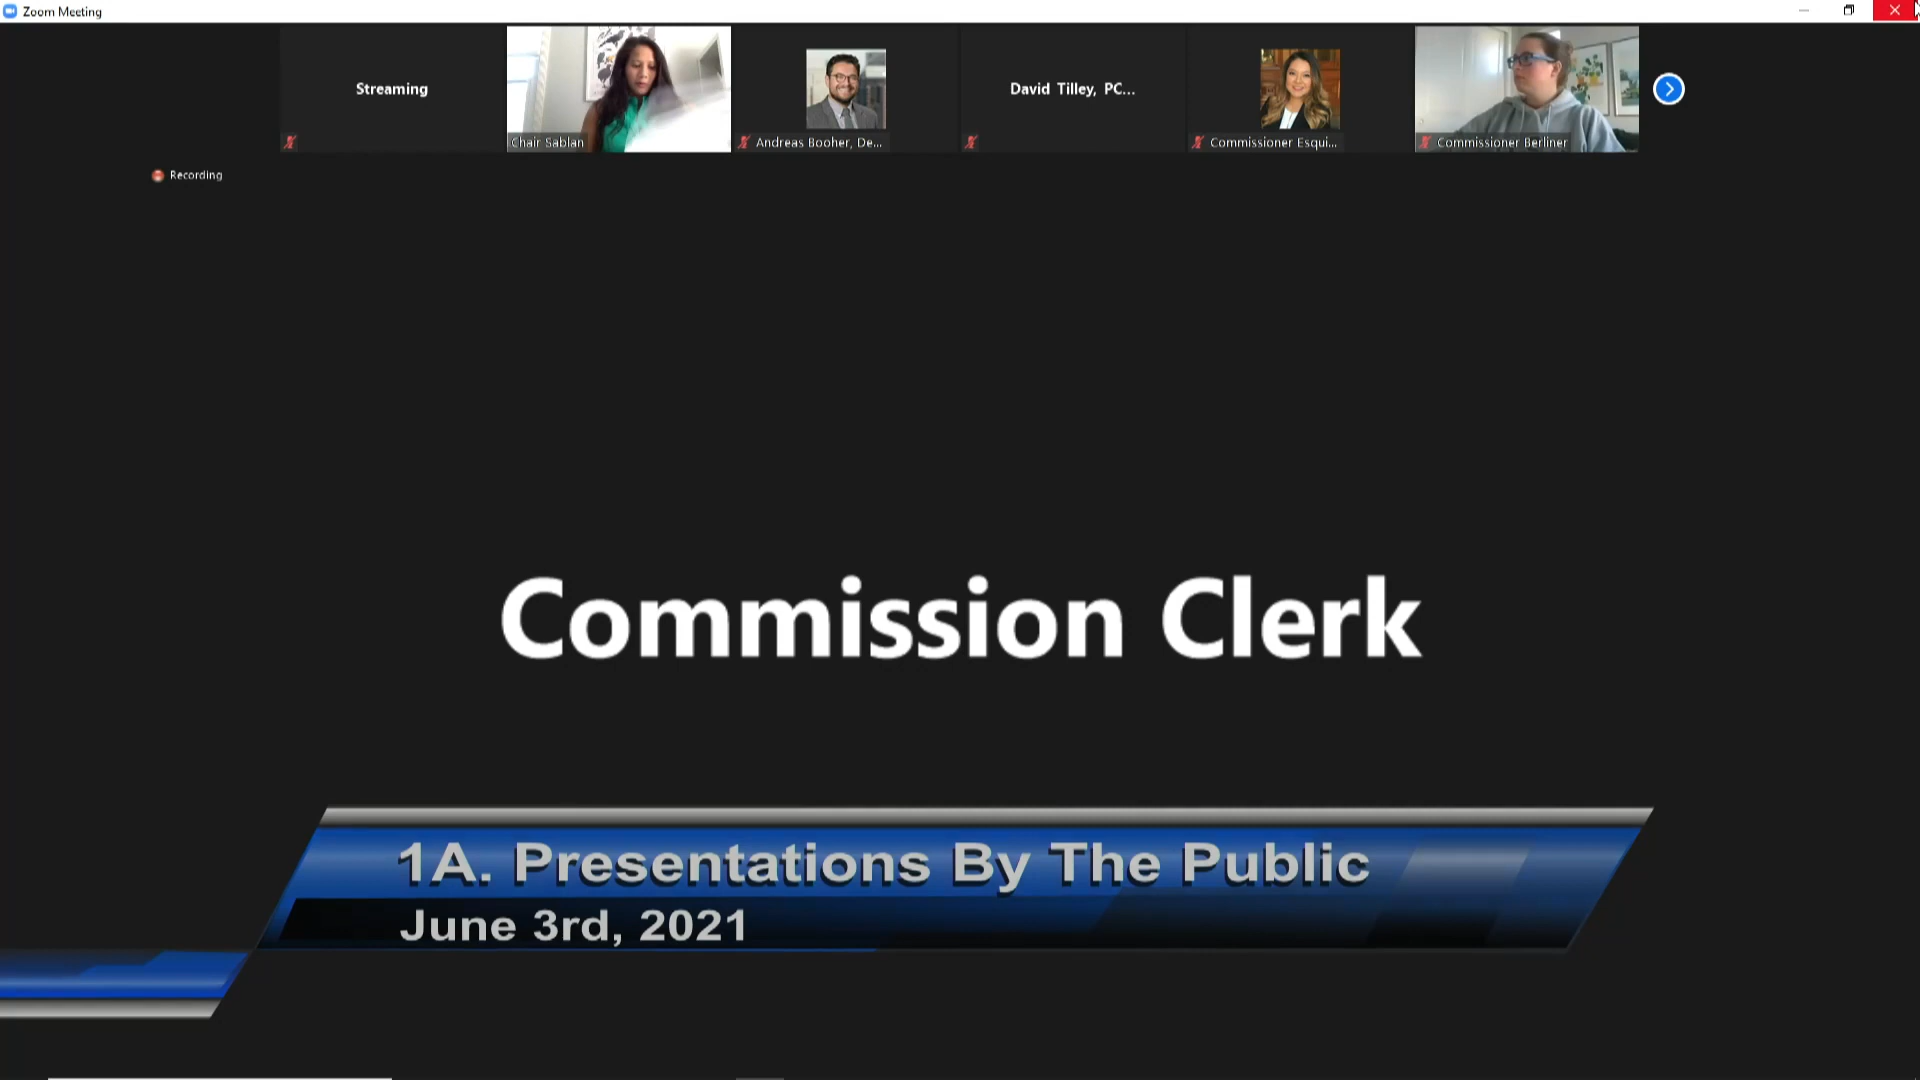 Zoom Meeting
Streaming
David Tilley, PC...
Chair Sablan
Andreas Booher, De...
Commissioner Esqui...
Commissioner Berliner
Recording
Commission Clerk
1A. Presentations By The Public
June 3rd, 2021